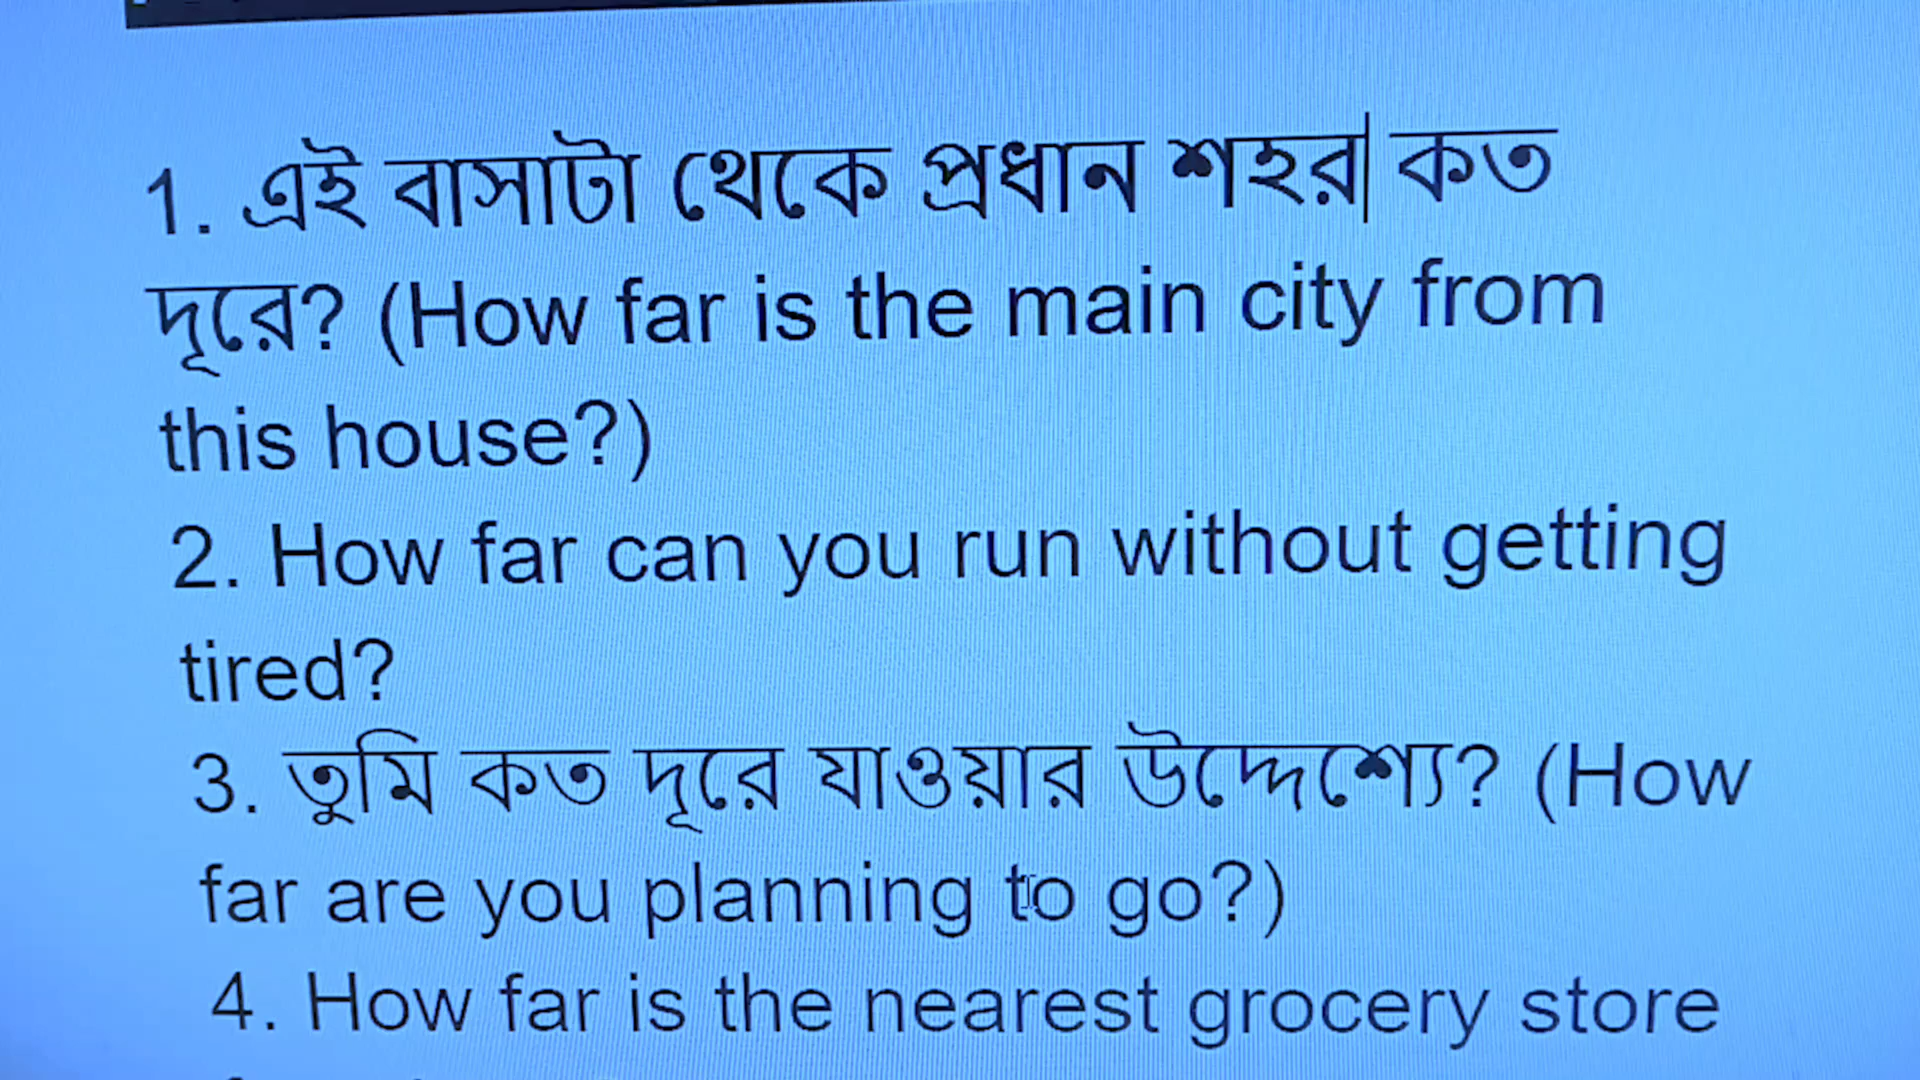 1. এই বাসাটা থেকে প্রধান শহর কত
দূরে? (How far is the main city from
this house?)
2. How far can you run without getting
tired?
3. তুমি কত দূরে যাওয়ার উদ্দেশ্যে? (How
far are you planning to go?)
4. How far is the nearest grocery store